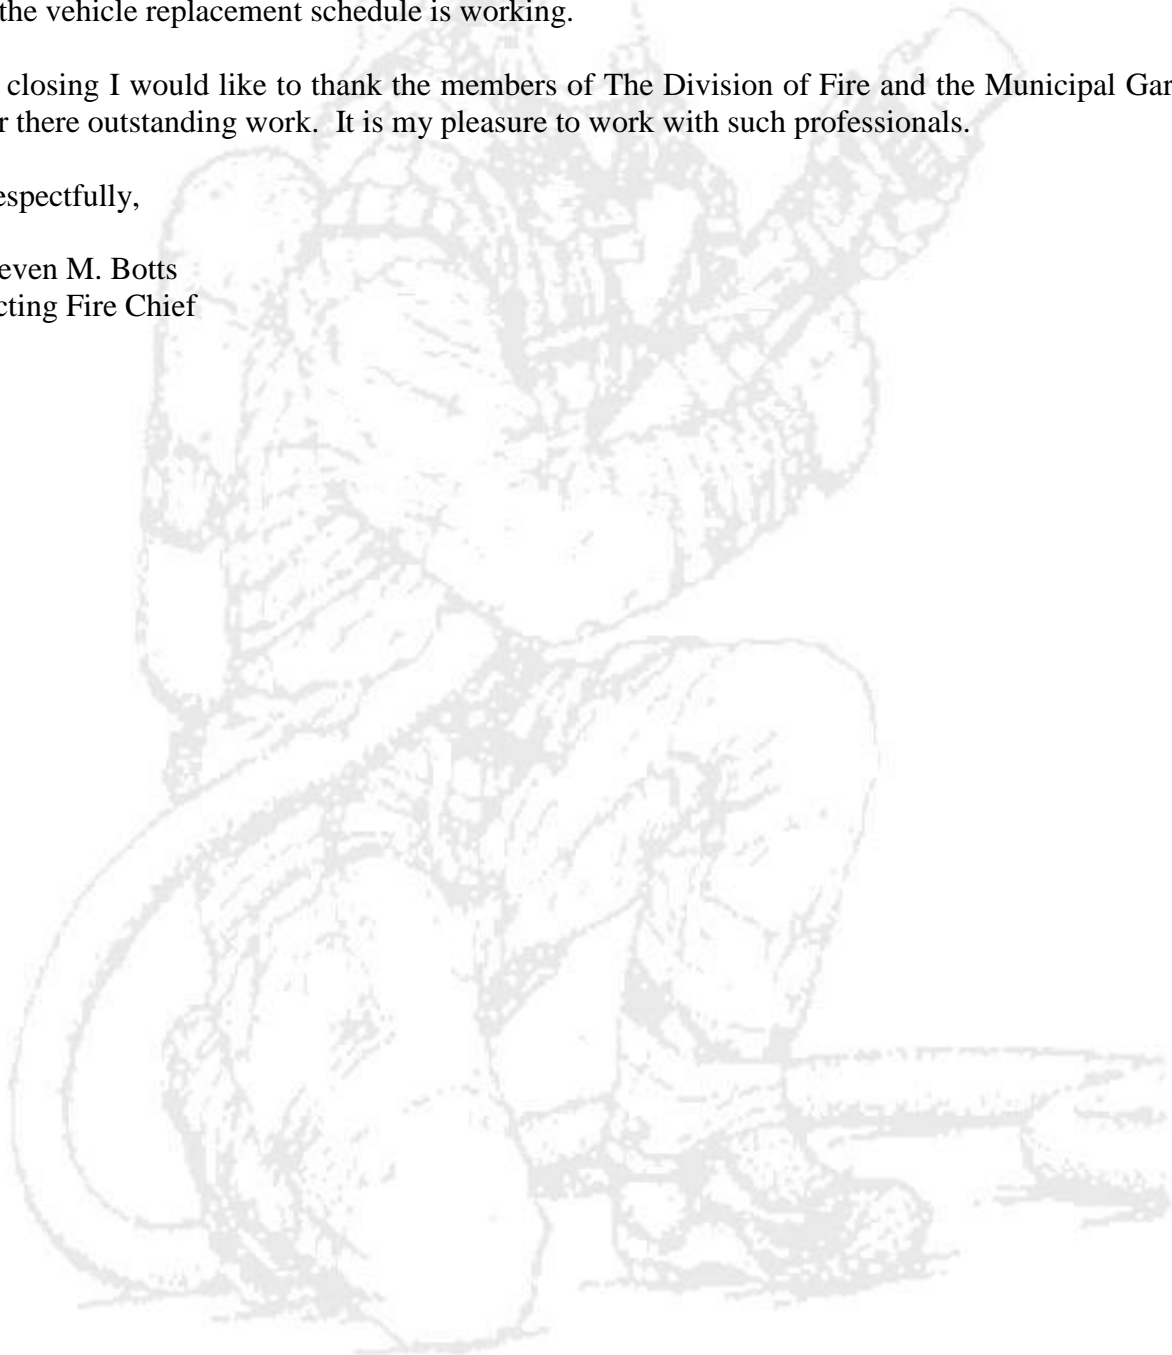 the vehicle replacement schedule is working.
closing I would like to thank the members of The Division of Fire and the Municipal Gar
r there outstanding work. It is my pleasure to work with such professionals.
espectfully,
even M. Botts
cting Fire Chief